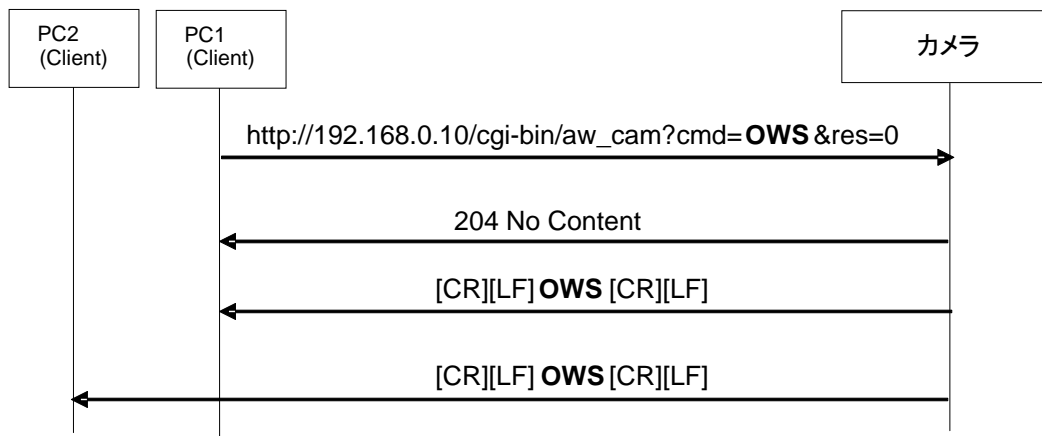 PC2
(Client)
PC1
(Client)
カメラ
http://192.168.0.10/cgi-bin/aw_cam?cmd=OWS&res=0
204 No Content
[CR][LF] OWS [CR][LF]
[CR][LF] OWS [CR][LF]